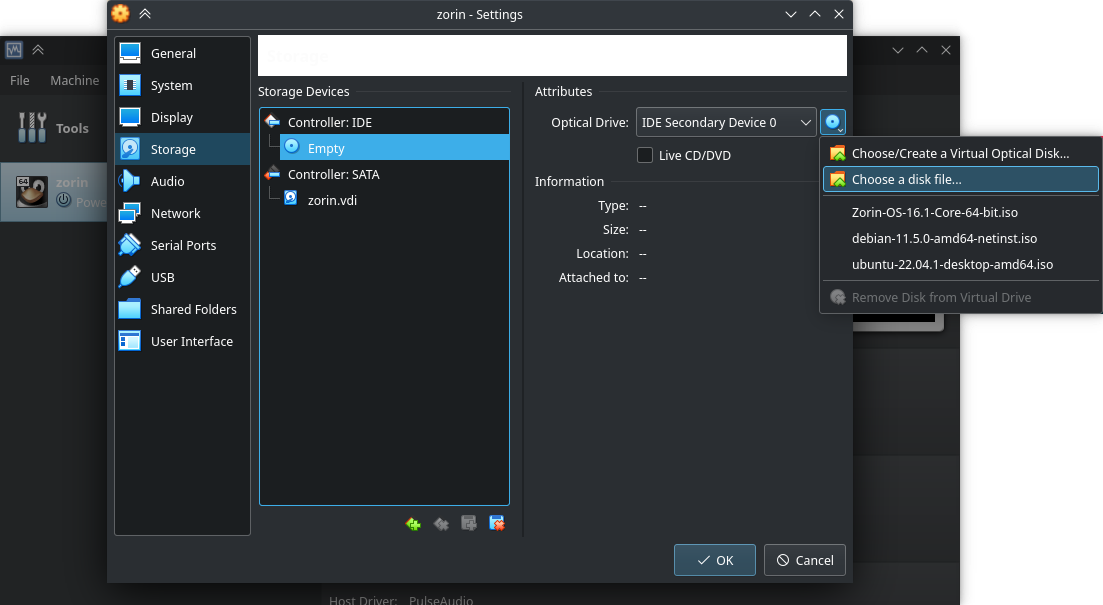 zorin - Settings
File
Machine
Tools
64
zorin
Powe
General
System
Display
Storage
Audio
Network
Serial Ports
USB
Shared Folders
User Interface
Storage Devices
Controller: IDE
Empty
Controller: SATA
zorin.vdi
Attributes
Optical Drive:
IDE Secondary Device 0
Live CD/DVD
Information
Type: --
Size: --
Location: --
Attached to: --
Choose/Create a Virtual Optical Disk...
Choose a disk file...
Zorin-OS-16.1-Core-64-bit.iso
debian-11.5.0-amd64-netinst.iso
ubuntu-22.04.1-desktop-amd64.iso
Remove Disk from Virtual Drive
OK
Cancel
Host Driver: PulseAudio